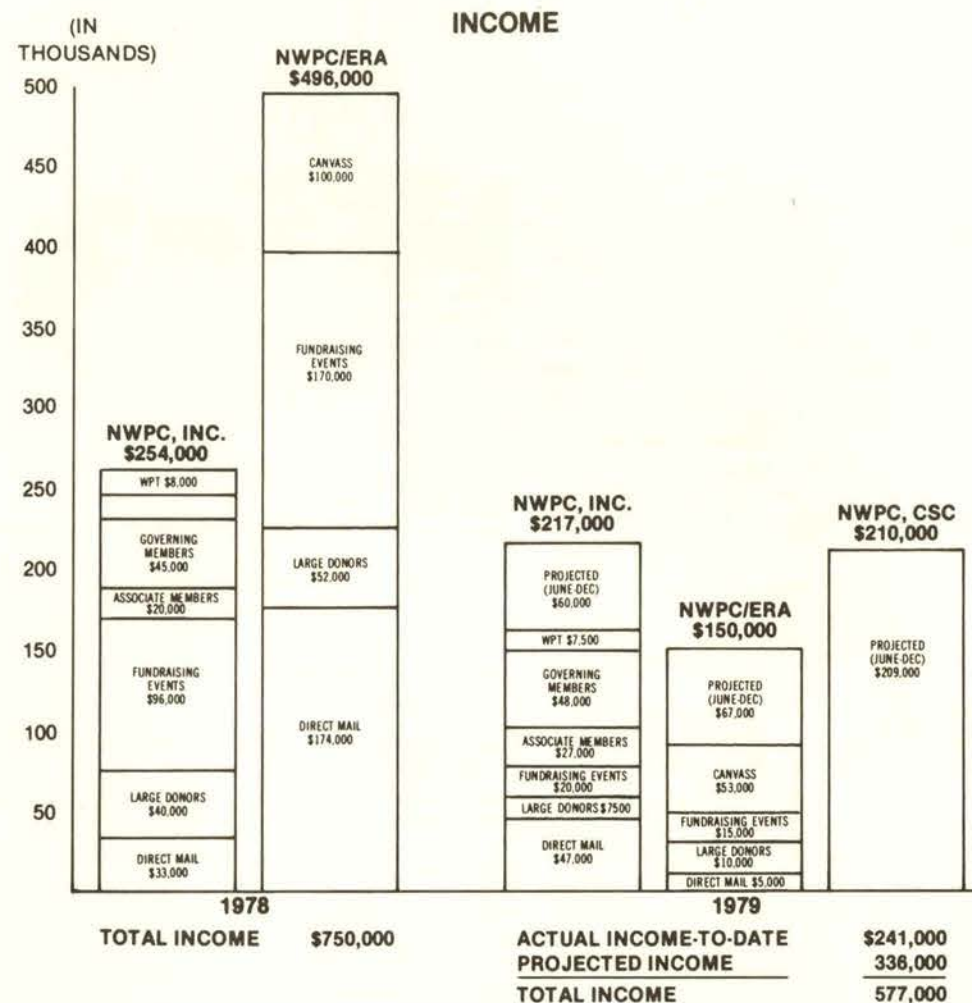 INCOME
(IN
THOUSANDS)
500
450
400
350
300
250
200
150
100
50
NWPC, INC.
$254,000
WPT $8,000
GOVERNING
MEMBERS
$45,000
ASSOCIATE MEMBERS
$20,000
FUNDRAISING
EVENTS
$96,000
LARGE DONORS
$40,000
DIRECT MAIL
$33,000
NWPC/ERA
$496,000
CANVASS
$100,000
FUNDRAISING
EVENTS
$170,000
LARGE DONORS
$52,000
DIRECT MAIL
$174,000
1978
TOTAL INCOME $750,000
NWPC, INC.
$217,000
PROJECTED
(JUNE-DEC)
$60,000
WPT $7,500
GOVERNING
MEMBERS
$48,000
ASSOCIATE MEMBERS
$27,000
FUNDRAISING EVENTS
$20,000
LARGE DONORS $7500
DIRECT MAIL
$47,000
NWPC/ERA
$150,000
PROJECTED
(JUNE-DEC)
$67,000
CANVASS
$53,000
FUNDRAISING EVENTS
$15,000
LARGE DONORS
$10,000
DIRECT MAIL $5,000
NWPC, CSC
$210,000
PROJECTED
(JUNE-DEC)
$209,000
1979
ACTUAL INCOME-TO-DATE $241,000
PROJECTED INCOME 336,000
TOTAL INCOME 577,000